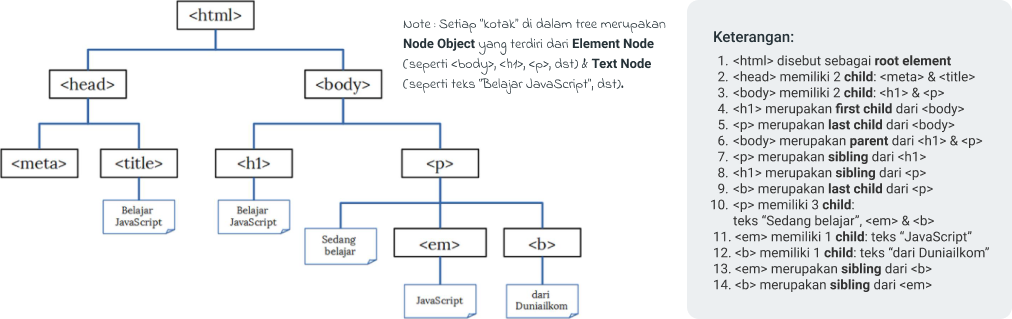 <html>
Note : Setiap "kotak" di dalam tree merupakan
Node Object yang terdiri dari Element Node
(seperti <body>, <h1>, <p>, dst) & Text Node
(seperti teks "Belajar JavaScript", dst).
<head>
<body>
<meta>
<title>
<h1>
<p>
Belajar
JavaScript
Belajar
JavaScript
Sedang
belajar
<em>
<b>
JavaScript
dari
Duniailkom
Keterangan:
1. <html> disebut sebagai root element
2. <head> memiliki 2 child: <meta> & <title>
3. <body> memiliki 2 child: <h1> & <p>
4. <h1> merupakan first child dari <body>
5. <p> merupakan last child dari <body>
6. <body> merupakan parent dari <h1> & <p>
7. <p> merupakan sibling dari <h1>
8. <h1> merupakan sibling dari <p>
9. <b> merupakan last child dari <p>
10. <p> memiliki 3 child:
teks “Sedang belajar”, <em> & <b>
11. <em> memiliki 1 child: teks “JavaScript”
12. <b> memiliki 1 child: teks “dari Duniailkom”
13. <em> merupakan sibling dari <b>
14. <b> merupakan sibling dari <em>